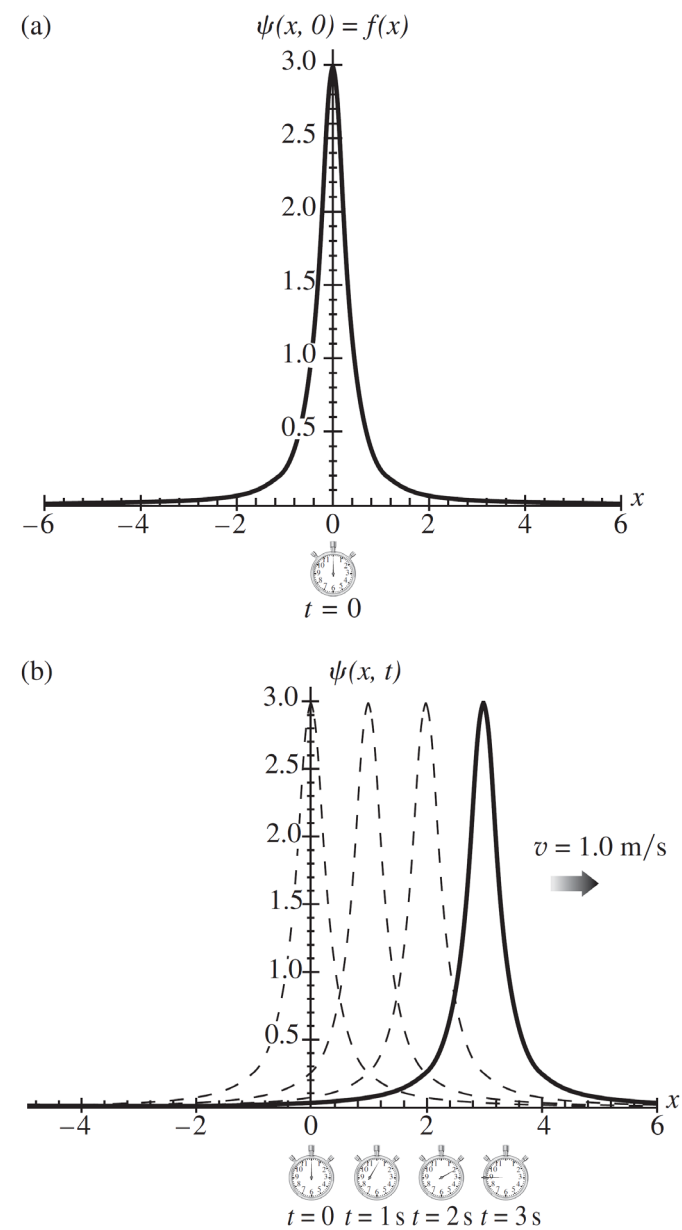 (a)
ψ(x, 0) = f(x)
3.0
2.5
2.0
1.5
1.0
0.5
−6 −4 −2 0 2 4 6 x
t = 0
(b)
ψ(x, t)
3.0
2.5
2.0
1.5
1.0
0.5
v = 1.0 m/s
−4 −2 0 2 4 6 x
t = 0 t = 1 s t = 2 s t = 3 s